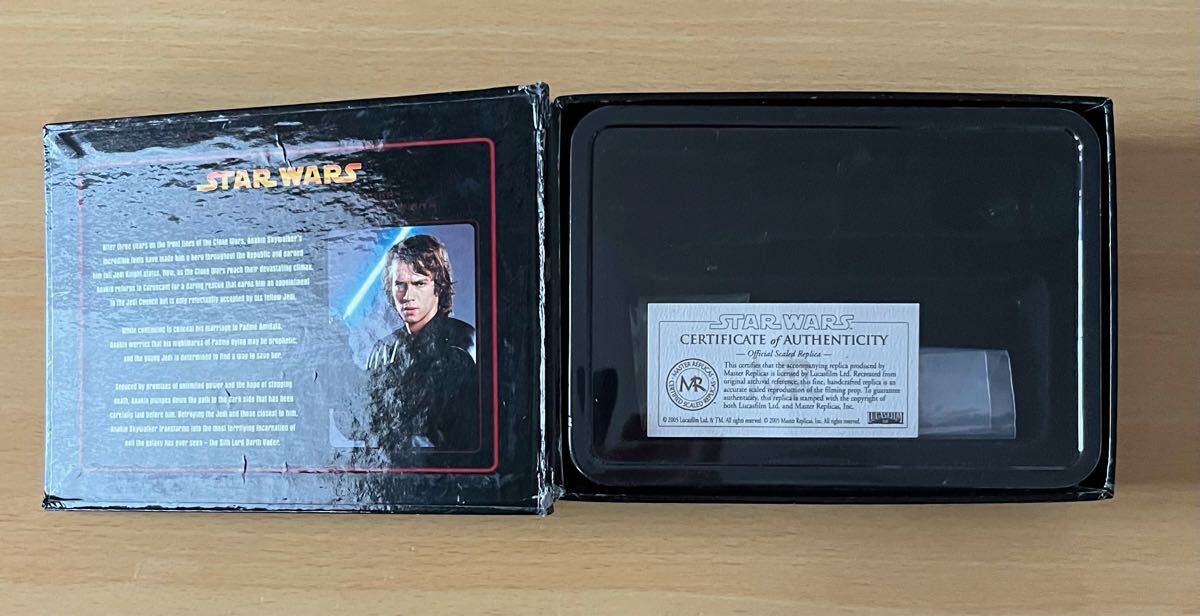 STAR WARS
After three years on the front lines of the Clone Wars, Anakin Skywalker's
incredible feats have made him a hero throughout the Republic and earned
him full Jedi Knight status. Now, as the Clone Wars reach their devastating climax,
Anakin returns to Coruscant for a daring rescue that earns him an appointment
to the Jedi Council but is only reluctantly accepted by his fellow Jedi.
While continuing to conceal his marriage to Padmé Amidala,
Anakin worries that his nightmares of Padmé dying may be prophetic,
and the young Jedi is determined to find a way to save her.
Seduced by promises of unlimited power and the hope of stopping
death, Anakin plunges down the path to the dark side that has been
carefully laid before him. Betraying the Jedi and those closest to him,
Anakin Skywalker transforms into the most terrifying incarnation of
evil the galaxy has ever seen – the Sith Lord Darth Vader.
STAR WARS
CERTIFICATE of AUTHENTICITY
— Official Scaled Replica —
This certifies that the accompanying replica produced by
Master Replicas is licensed by Lucasfilm Ltd. Recreated from
original archival reference, this fine, handcrafted replica is an
accurate scaled reproduction of the filming prop. To guarantee
authenticity, this replica is stamped with the copyright of
both Lucasfilm Ltd. and Master Replicas, Inc.
MASTER REPLICAS
MR
CERTIFIED SCALED REPLICA
© 2005 Lucasfilm Ltd. & TM. All rights reserved. © 2005 Master Replicas, Inc. All rights reserved.
LUCASFILM